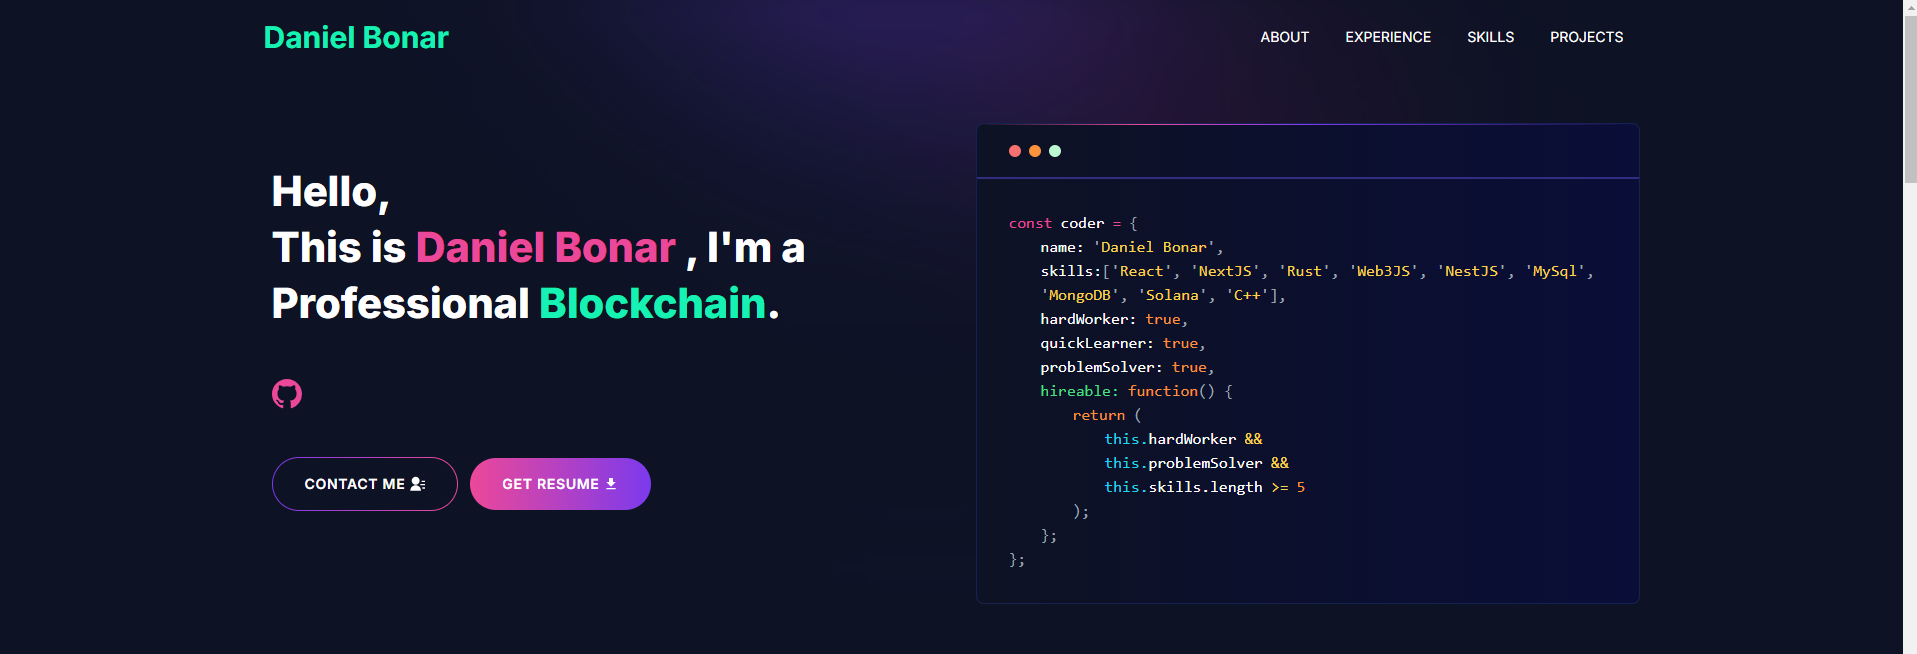 Daniel Bonar
ABOUT EXPERIENCE SKILLS PROJECTS
Hello,
This is Daniel Bonar , I'm a
Professional Blockchain.
CONTACT ME
GET RESUME
const coder = {
name: 'Daniel Bonar',
skills:['React', 'NextJS', 'Rust', 'Web3JS', 'NestJS', 'MySql',
'MongoDB', 'Solana', 'C++'],
hardWorker: true,
quickLearner: true,
problemSolver: true,
hireable: function() {
return (
this.hardWorker &&
this.problemSolver &&
this.skills.length >= 5
);
};
};